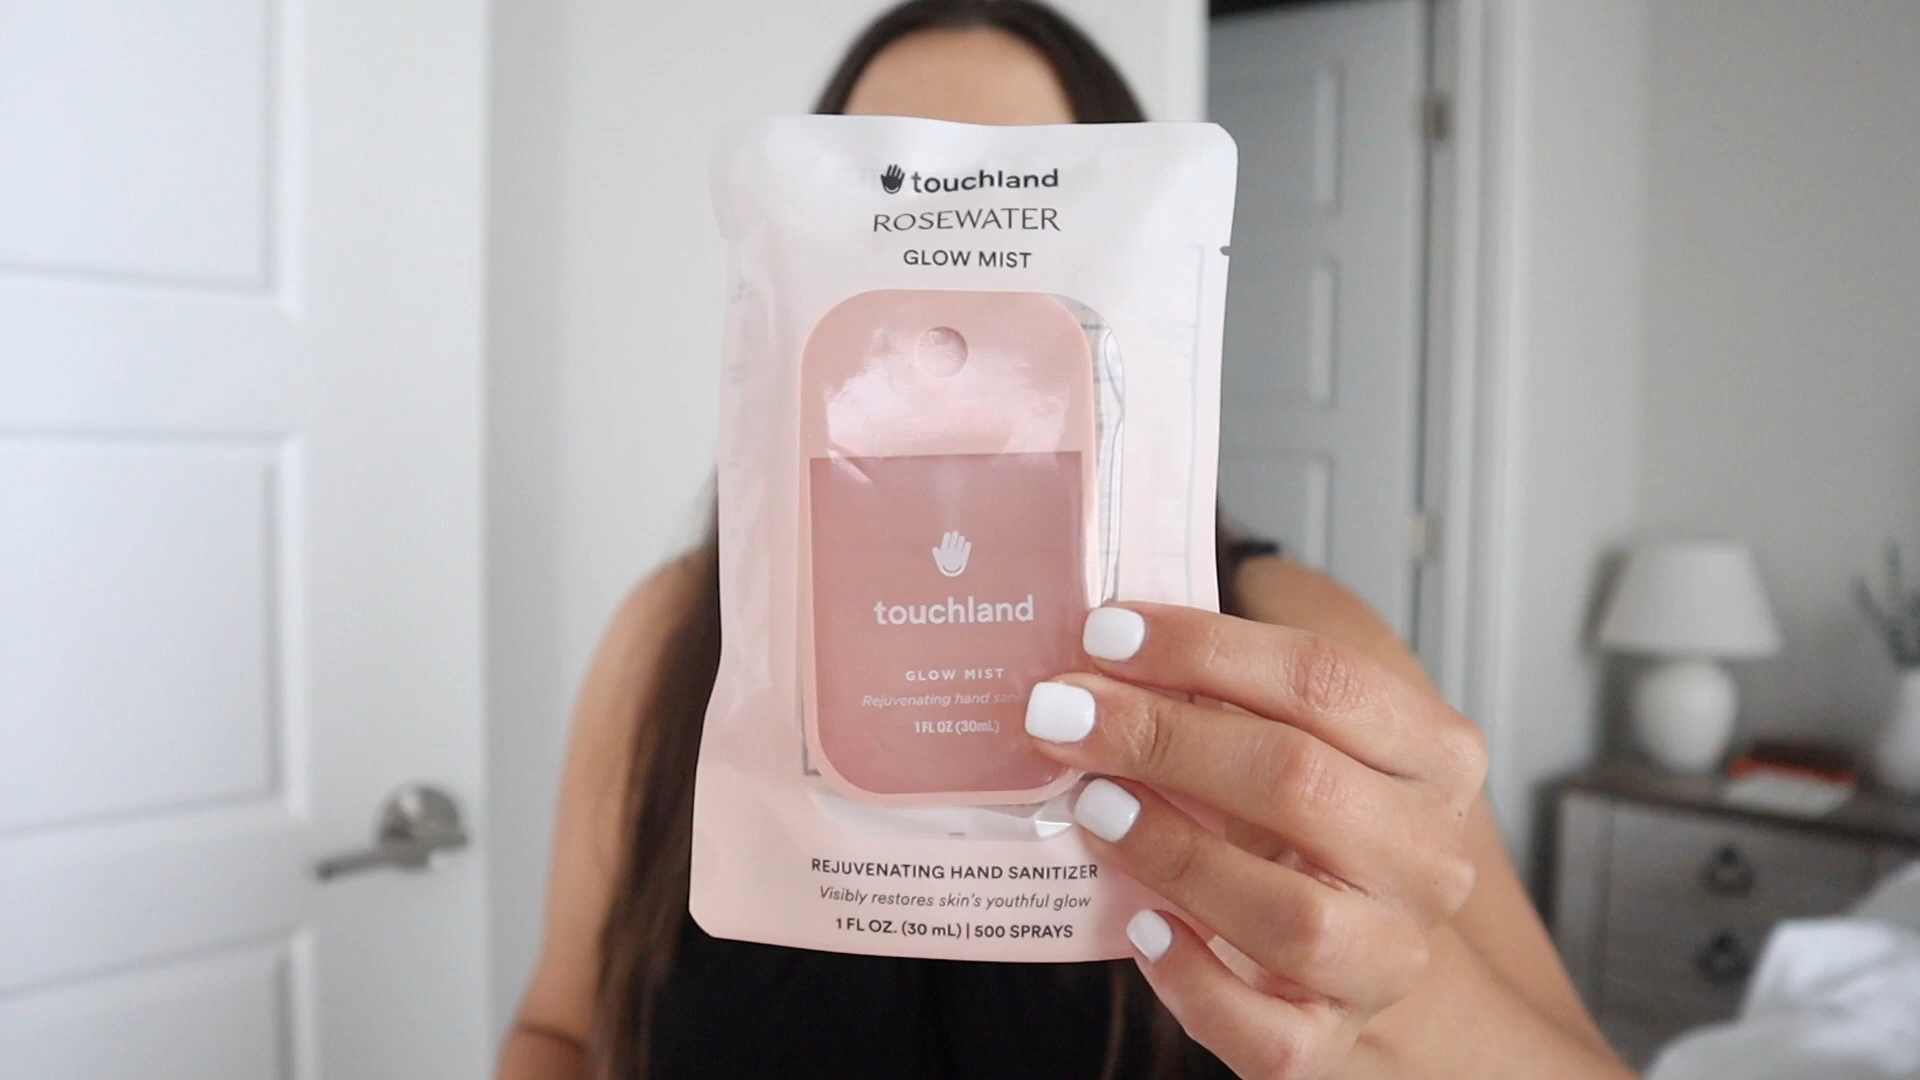 touchland
ROSEWATER
GLOW MIST
touchland
GLOW MIST
Rejuvenating hand
1 FL OZ (30mL)
REJUVENATING HAND SANITIZER
Visibly restores skin's youthful glow
1 FL OZ. (30 mL) | 500 SPRAYS